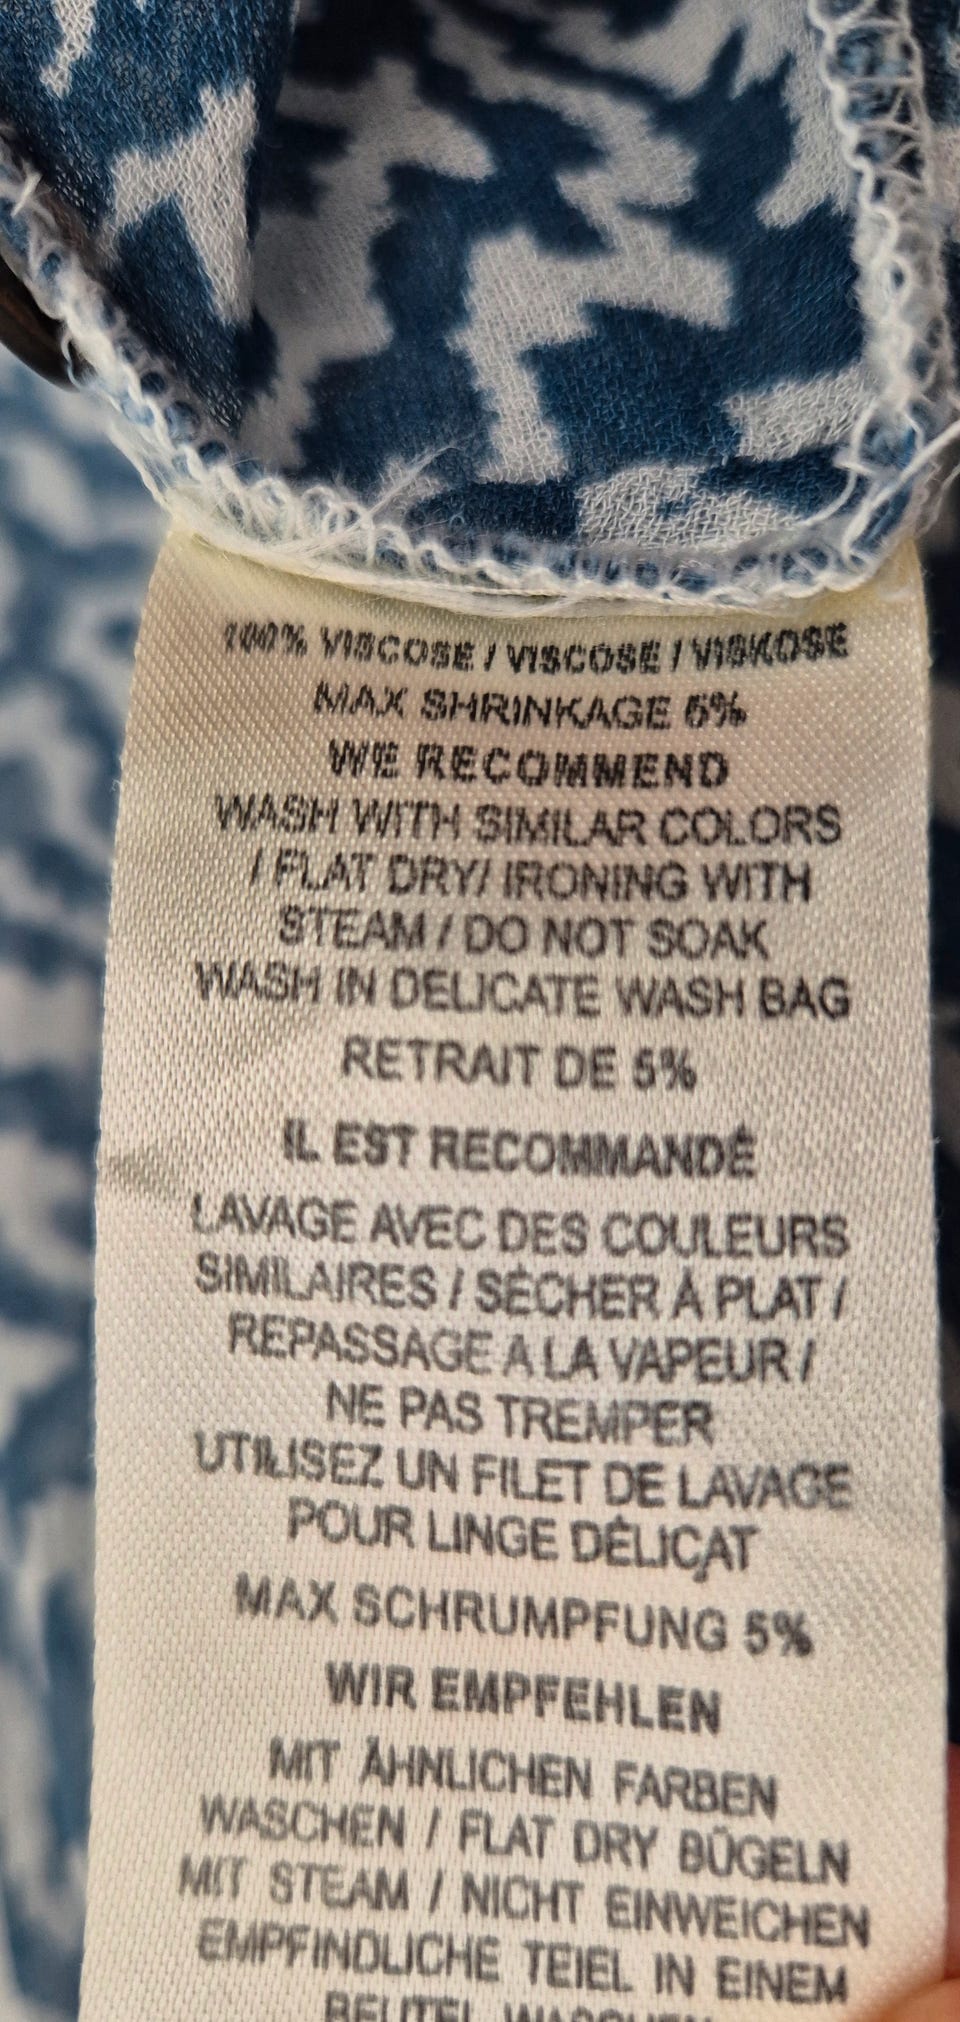 100% VISCOSE / VISCOSE / VISKOSE
MAX SHRINKAGE 5%
WE RECOMMEND
WASH WITH SIMILAR COLORS
/ FLAT DRY/ IRONING WITH
STEAM / DO NOT SOAK
WASH IN DELICATE WASH BAG
RETRAIT DE 5%
IL EST RECOMMANDÉ
LAVAGE AVEC DES COULEURS
SIMILAIRES / SÉCHER À PLAT /
REPASSAGE A LA VAPEUR /
NE PAS TREMPER
UTILISEZ UN FILET DE LAVAGE
POUR LINGE DÉLIÇAT
MAX SCHRUMPFUNG 5%
WIR EMPFEHLEN
MIT ÄHNLICHEN FARBEN
WASCHEN / FLAT DRY BÜGELN
MIT STEAM / NICHT EINWEICHEN
EMPFINDLICHE TEIEL IN EINEM
BEUTEL WASCHEN